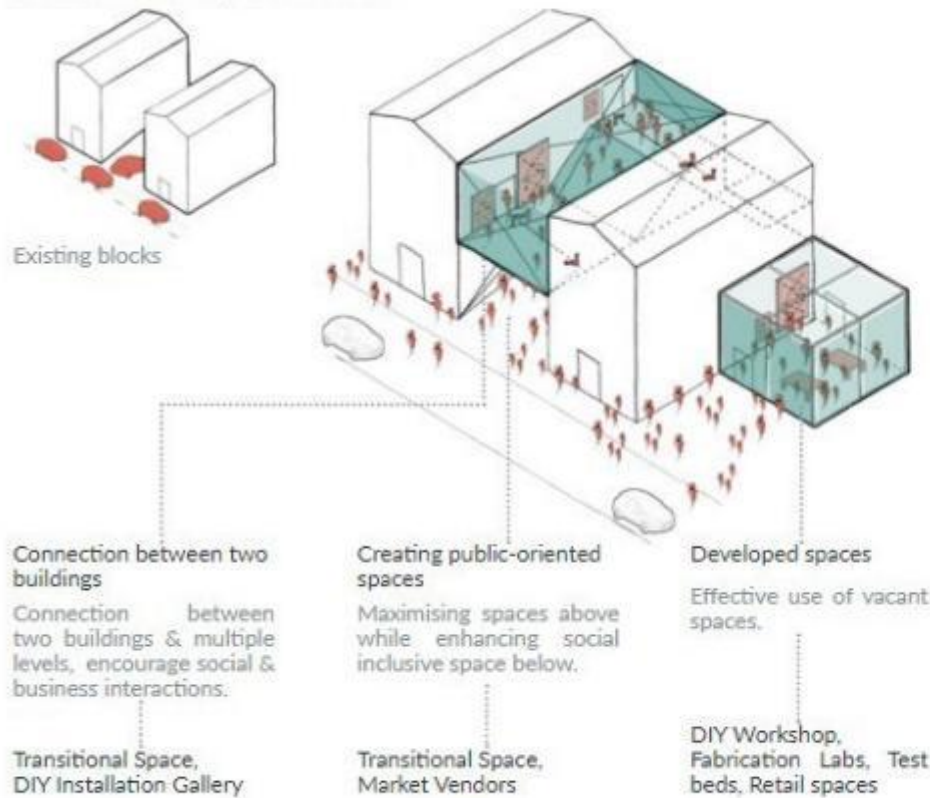 Existing blocks
Connection between two
buildings
Connection between
two buildings & multiple
levels, encourage social &
business interactions.
Transitional Space,
DIY Installation Gallery
Creating public-oriented
spaces
Maximising spaces above
while enhancing social
inclusive space below.
Transitional Space,
Market Vendors
Developed spaces
Effective use of vacant
spaces.
DIY Workshop,
Fabrication Labs, Test
beds, Retail spaces